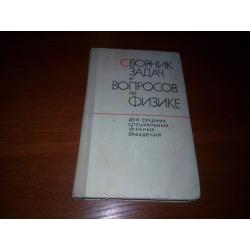 СБОРНИК
ЗАДАЧ
И
ВОПРОСОВ
ПО
ФИЗИКЕ
ДЛЯ СРЕДНИХ
СПЕЦИАЛЬНЫХ
УЧЕБНЫХ
ЗАВЕДЕНИЙ